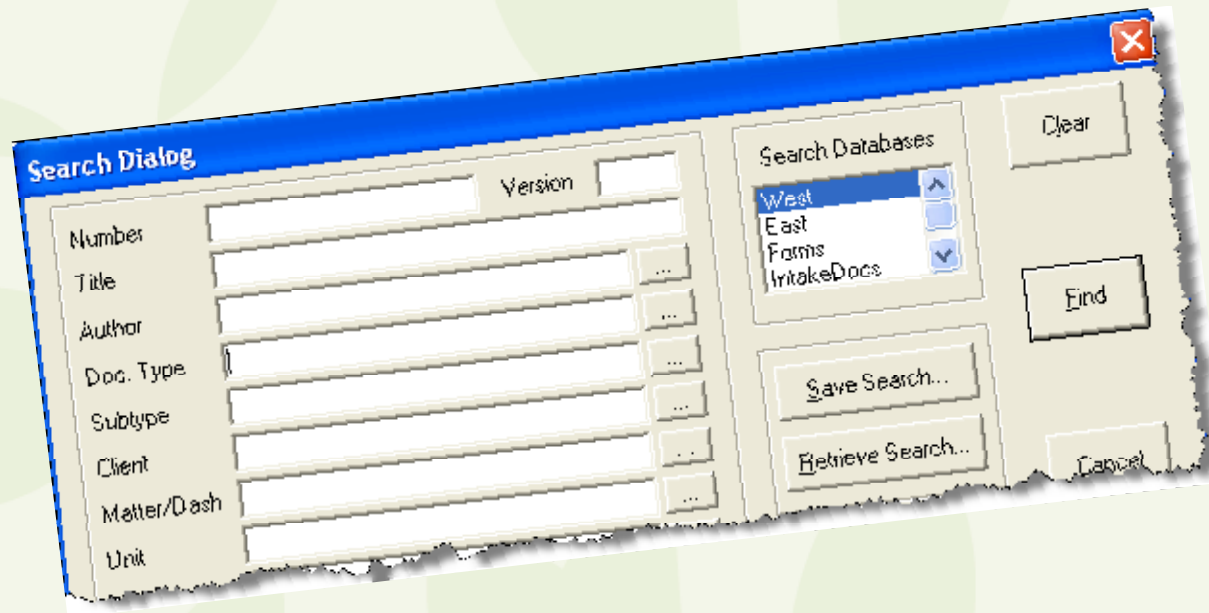 Search Dialog
Number
Version
Title
Author
...
Doc. Type
...
Subtype
...
Client
...
Matter/Dash
. .
Unit
...
Search Databases
West
East
Forms
IntakeDocs
Save Search...
Retrieve Search...
Clear
Find
Cancel